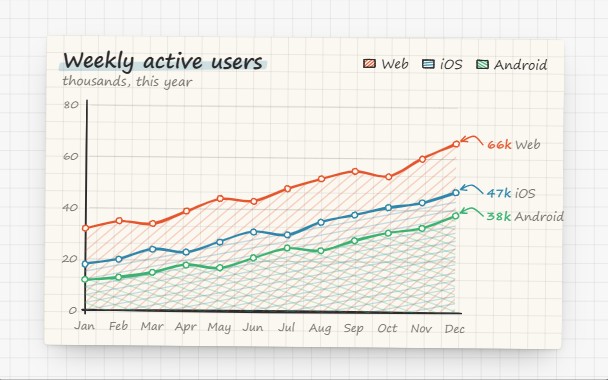 Weekly active users
thousands, this year
Web iOS Android
80
60
40
20
0
66k Web
47k iOS
38k Android
Jan Feb Mar Apr May Jun Jul Aug Sep Oct Nov Dec